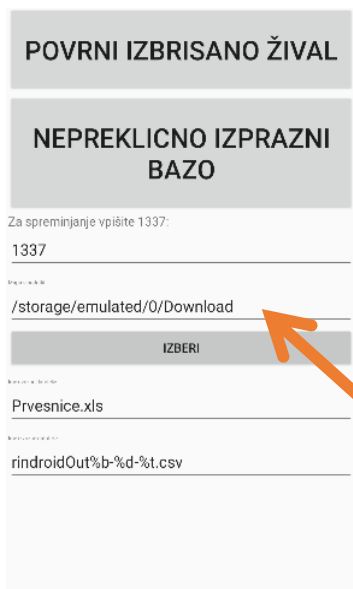 POVRNI IZBRISANO ŽIVAL
NEPREKLICNO IZPRAZNI
BAZO
Za spreminjanje vpišite 1337:
1337
/storage/emulated/0/Download
IZBERI
Prvesnice.xls
rindroidOut%b-%d-%t.csv